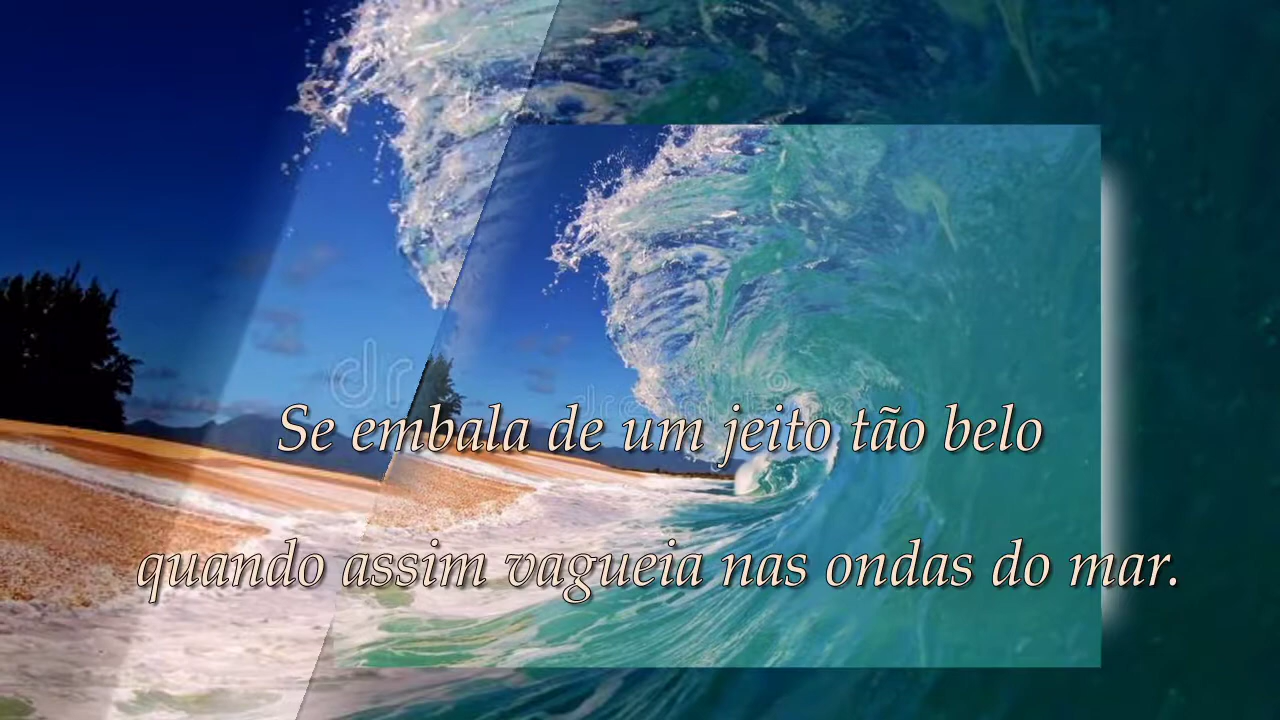 Se embala de um jeito tão belo
quando assim vagueia nas ondas do mar.